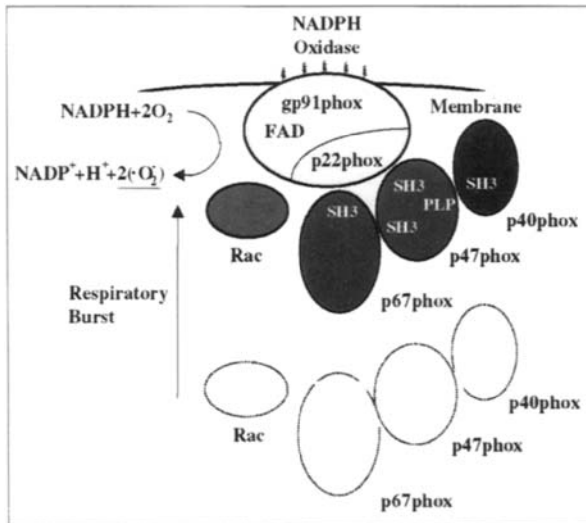 NADPH
Oxidase
gp91phox
NADPH+2O₂
Membrane
FAD
p22phox
NADP⁺+H⁺+2(·O₂⁻)
SH3
PLP
SH3
SH3
SH3
p40phox
Rac
p47phox
Respiratory
Burst
p67phox
p40phox
Rac
p47phox
p67phox